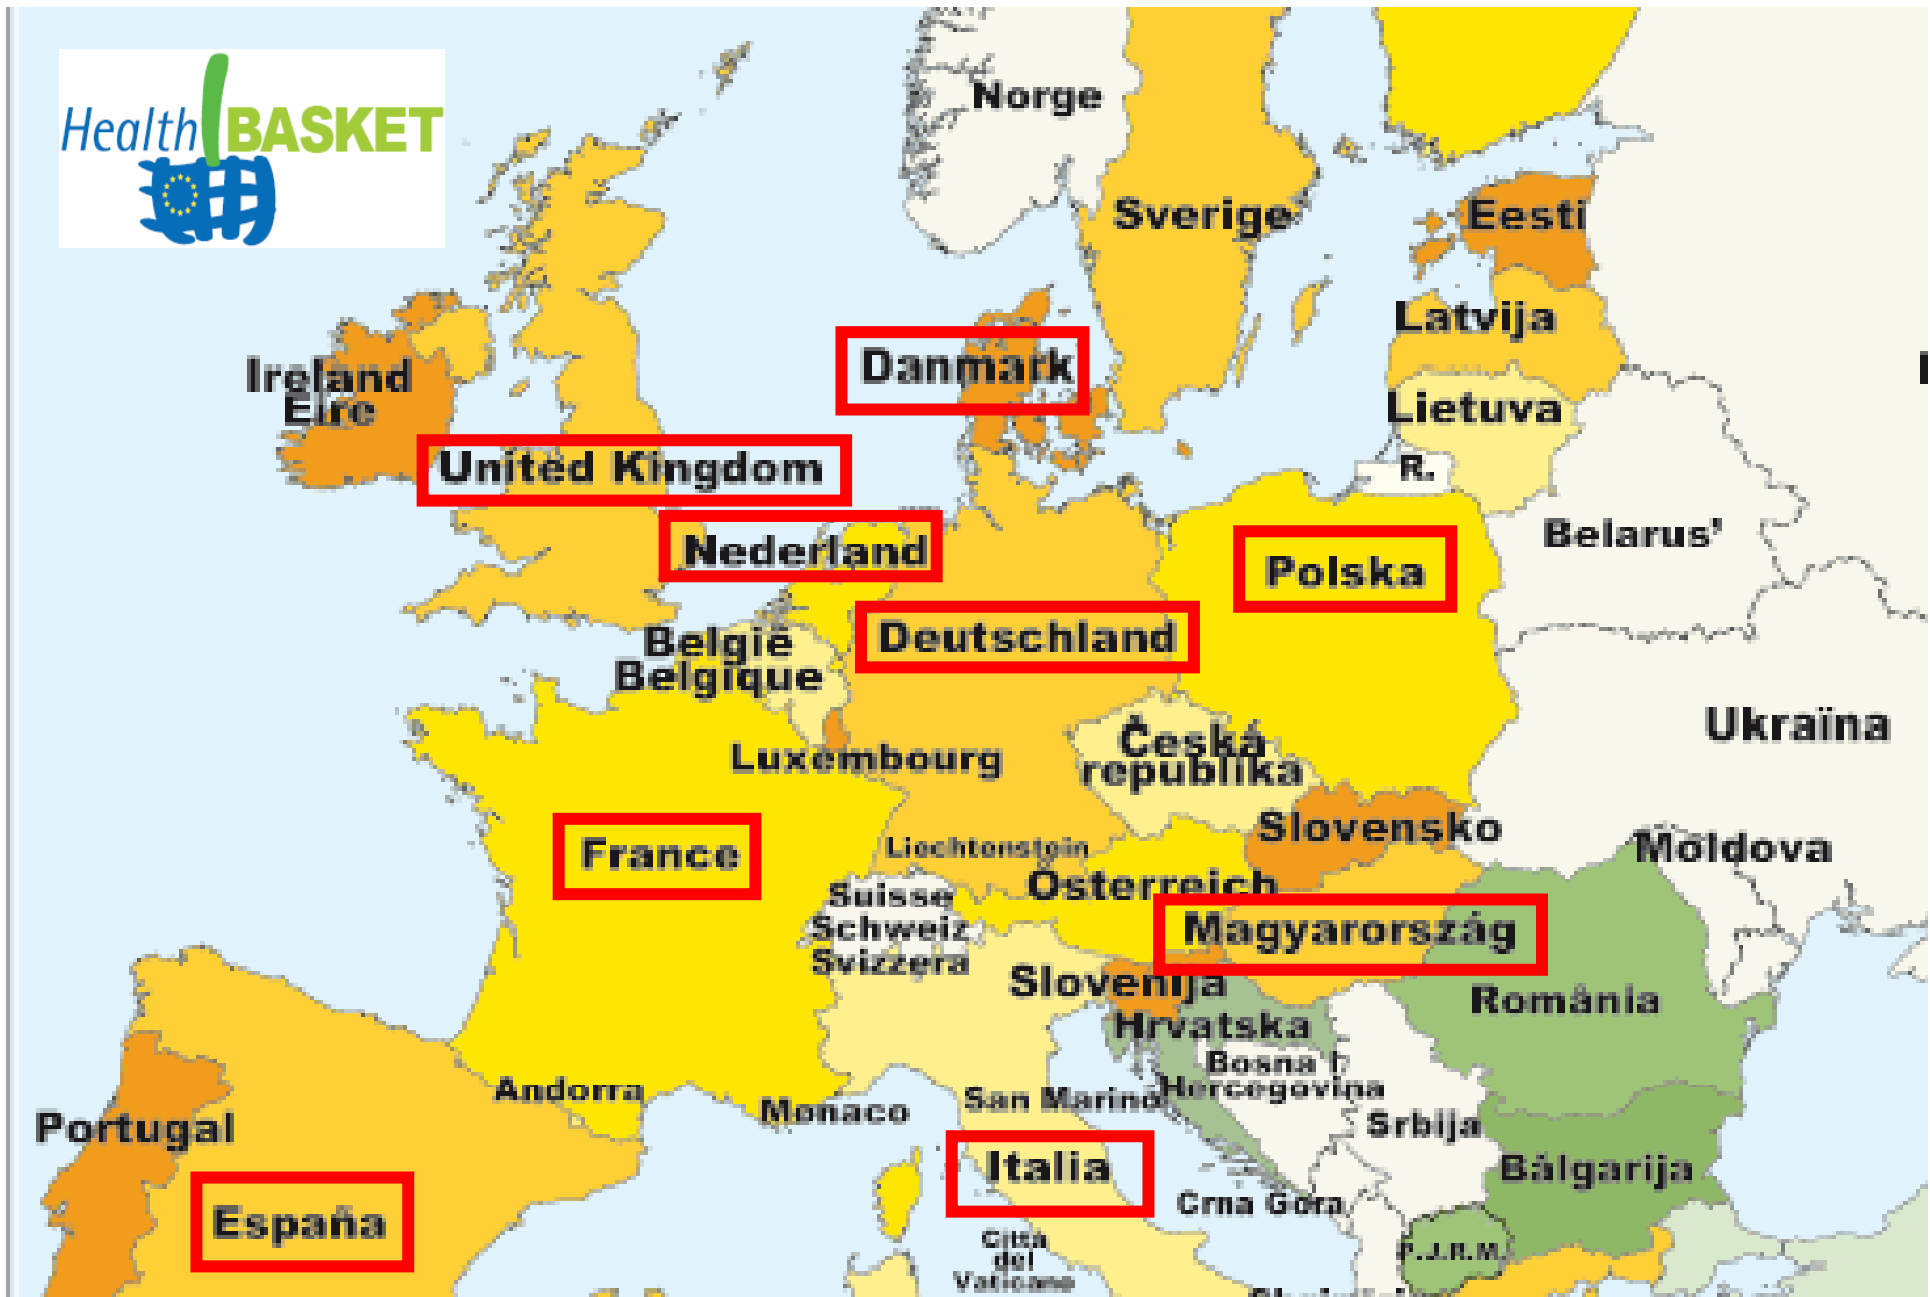 Health BASKET
Norge
Sverige
Eesti
Latvija
Ireland
Éire
Danmark
Lietuva
United Kingdom
R.
Nederland
Polska
Belarus'
België
Belgique
Deutschland
Česká
republika
Ukraïna
Luxembourg
France
Liechtenstein
Slovensko
Moldova
Österreich
Suisse
Schweiz
Svizzera
Magyarország
Slovenija
România
Hrvatska
Bosna i
Hercegovina
Andorra
Monaco
San Marino
Srbija
Portugal
Italia
Bălgarija
Crna Gora
España
Città
del
Vaticano
P.J.R.M.